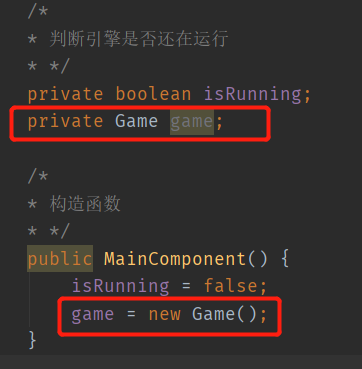 /*
* 判断引擎是否还在运行
* */
private boolean isRunning;
private Game game;
/*
* 构造函数
* */
public MainComponent() {
isRunning = false;
game = new Game();
}